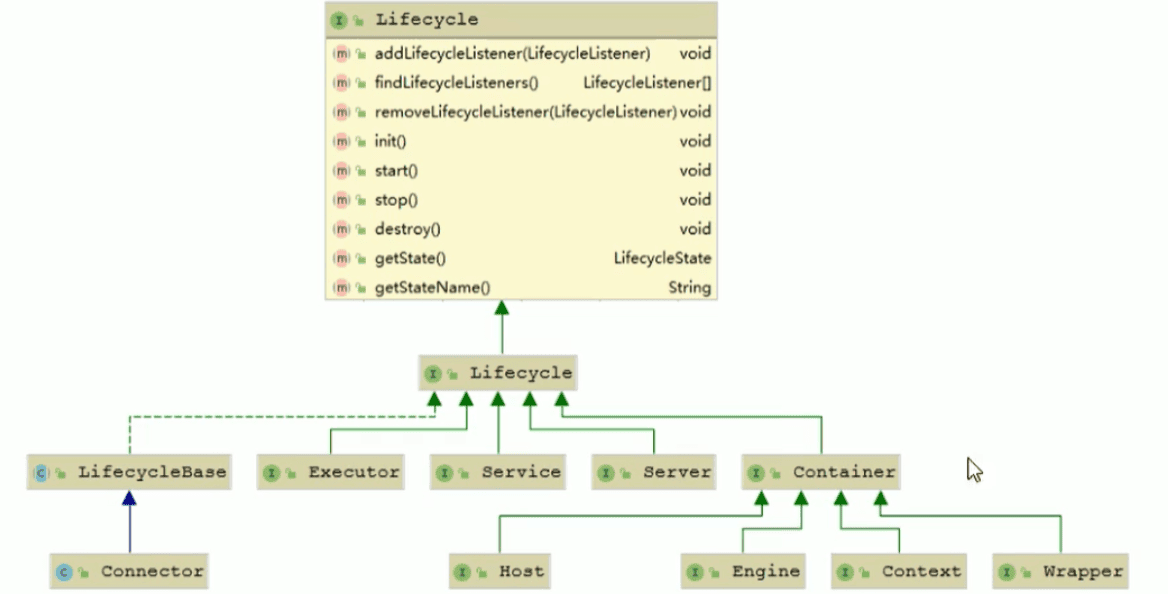 Lifecycle
addLifecycleListener(LifecycleListener) void
findLifecycleListeners() LifecycleListener[]
removeLifecycleListener(LifecycleListener) void
init() void
start() void
stop() void
destroy() void
getState() LifecycleState
getStateName() String
Lifecycle
LifecycleBase Executor Service Server Container
Connector Host Engine Context Wrapper